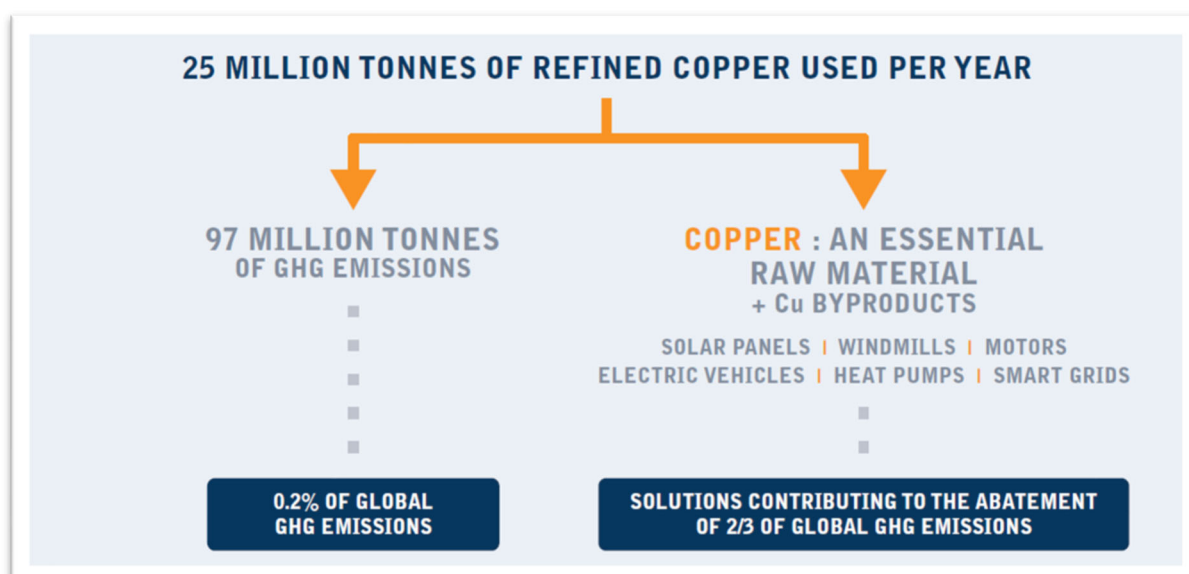 25 MILLION TONNES OF REFINED COPPER USED PER YEAR
97 MILLION TONNES
OF GHG EMISSIONS
0.2% OF GLOBAL
GHG EMISSIONS
COPPER : AN ESSENTIAL
RAW MATERIAL
+ Cu BYPRODUCTS
SOLAR PANELS | WINDMILLS | MOTORS
ELECTRIC VEHICLES | HEAT PUMPS | SMART GRIDS
SOLUTIONS CONTRIBUTING TO THE ABATEMENT
OF 2/3 OF GLOBAL GHG EMISSIONS